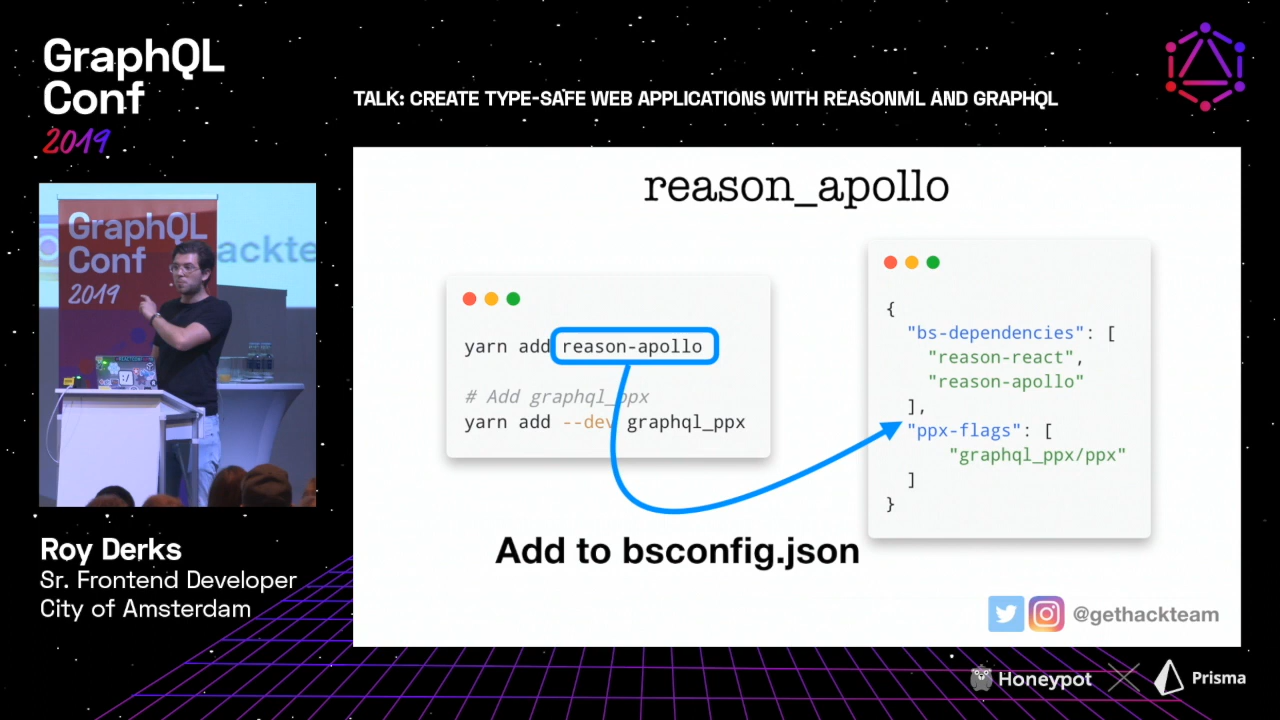 GraphQL
Conf
2019
TALK: CREATE TYPE-SAFE WEB APPLICATIONS WITH REASONML AND GRAPHQL
GraphQL
Conf
2019
ackte
Roy Derks
Sr. Frontend Developer
City of Amsterdam
reason_apollo
yarn add reason-apollo
# Add graphql_ppx
yarn add --dev graphql_ppx
{
"bs-dependencies": [
"reason-react",
"reason-apollo"
],
"ppx-flags": [
"graphql_ppx/ppx"
]
}
Add to bsconfig.json
@gethackteam
Honeypot
Prisma